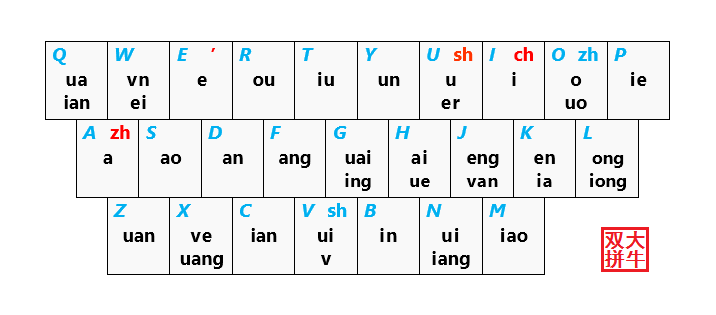 Q W E ′ R T Y U sh I ch O zh P
ua vn e ou iu un u i o ie
ian ei er uo
A zh S D F G H J K L
a ao an ang uai ai eng en ong
ing ue van ia iong
Z X C V sh B N M
uan ve ian ui in ui iao
uang v iang
双大
拼牛